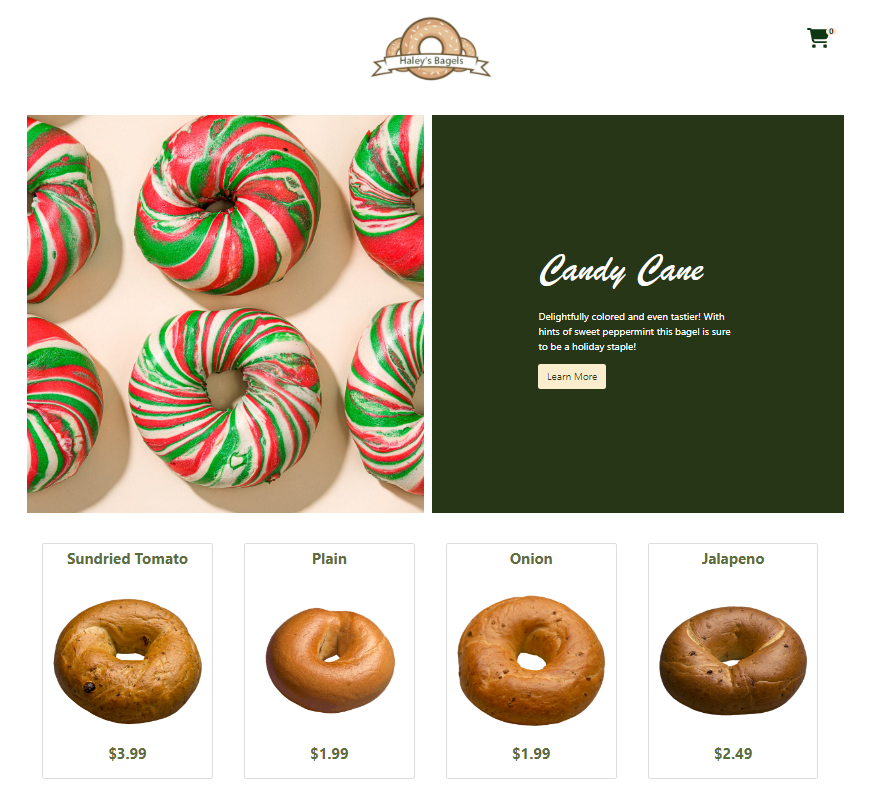 Haley's Bagels
0
Candy Cane
Delightfully colored and even tastier! With
hints of sweet peppermint this bagel is sure
to be a holiday staple!
Learn More
Sundried Tomato
Plain
Onion
Jalapeno
$3.99
$1.99
$1.99
$2.49